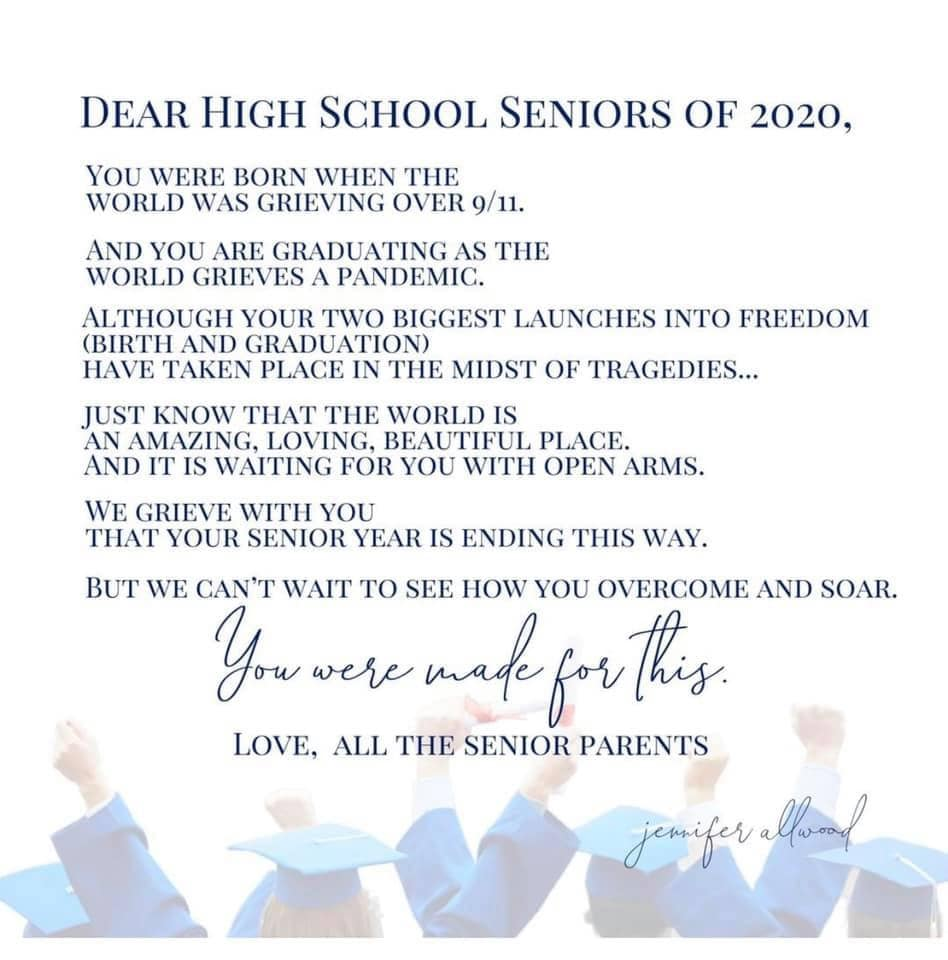 DEAR HIGH SCHOOL SENIORS OF 2020,
YOU WERE BORN WHEN THE
WORLD WAS GRIEVING OVER 9/11.
AND YOU ARE GRADUATING AS THE
WORLD GRIEVES A PANDEMIC.
ALTHOUGH YOUR TWO BIGGEST LAUNCHES INTO FREEDOM
(BIRTH AND GRADUATION)
HAVE TAKEN PLACE IN THE MIDST OF TRAGEDIES...
JUST KNOW THAT THE WORLD IS
AN AMAZING, LOVING, BEAUTIFUL PLACE.
AND IT IS WAITING FOR YOU WITH OPEN ARMS.
WE GRIEVE WITH YOU
THAT YOUR SENIOR YEAR IS ENDING THIS WAY.
BUT WE CAN'T WAIT TO SEE HOW YOU OVERCOME AND SOAR.
You were made for this.
LOVE, ALL THE SENIOR PARENTS
jennifer allwood